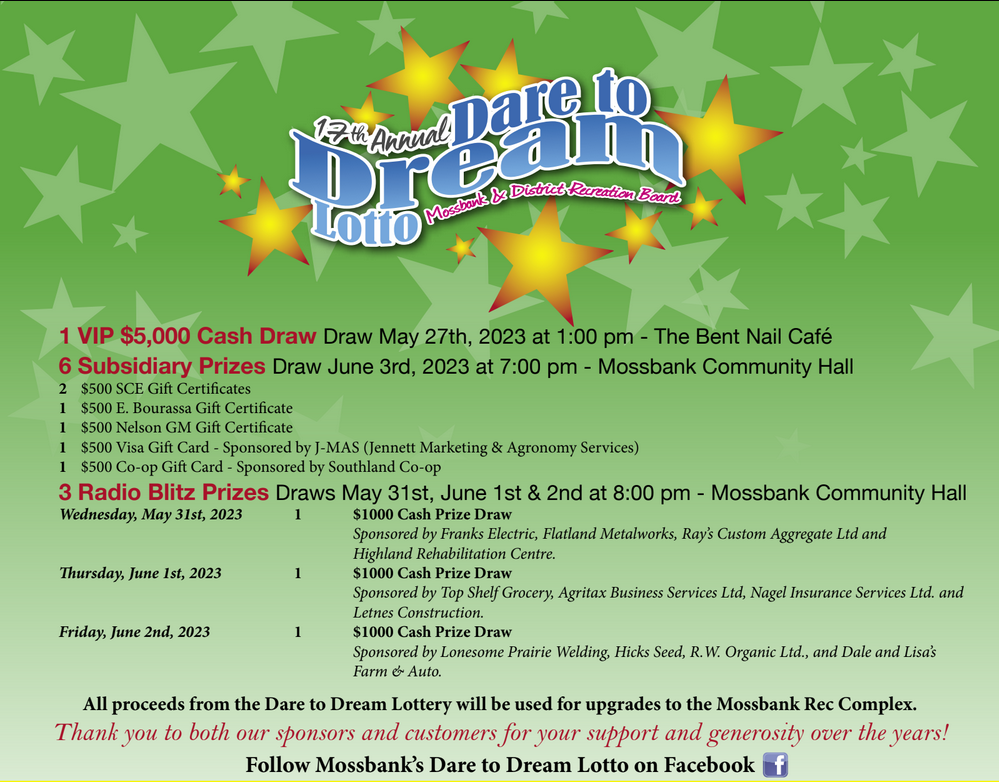 17th Annual Dare to
Dream
Lotto Mossbank & District Recreation Board
1 VIP $5,000 Cash Draw Draw May 27th, 2023 at 1:00 pm - The Bent Nail Café
6 Subsidiary Prizes Draw June 3rd, 2023 at 7:00 pm - Mossbank Community Hall
2 $500 SCE Gift Certificates
1 $500 E. Bourassa Gift Certificate
1 $500 Nelson GM Gift Certificate
1 $500 Visa Gift Card - Sponsored by J-MAS (Jennett Marketing & Agronomy Services)
1 $500 Co-op Gift Card - Sponsored by Southland Co-op
3 Radio Blitz Prizes Draws May 31st, June 1st & 2nd at 8:00 pm - Mossbank Community Hall
Wednesday, May 31st, 2023 1 $1000 Cash Prize Draw
Sponsored by Franks Electric, Flatland Metalworks, Ray's Custom Aggregate Ltd and
Highland Rehabilitation Centre.
Thursday, June 1st, 2023 1 $1000 Cash Prize Draw
Sponsored by Top Shelf Grocery, Agritax Business Services Ltd, Nagel Insurance Services Ltd. and
Letnes Construction.
Friday, June 2nd, 2023 1 $1000 Cash Prize Draw
Sponsored by Lonesome Prairie Welding, Hicks Seed, R.W. Organic Ltd., and Dale and Lisa's
Farm & Auto.
All proceeds from the Dare to Dream Lottery will be used for upgrades to the Mossbank Rec Complex.
Thank you to both our sponsors and customers for your support and generosity over the years!
Follow Mossbank's Dare to Dream Lotto on Facebook f